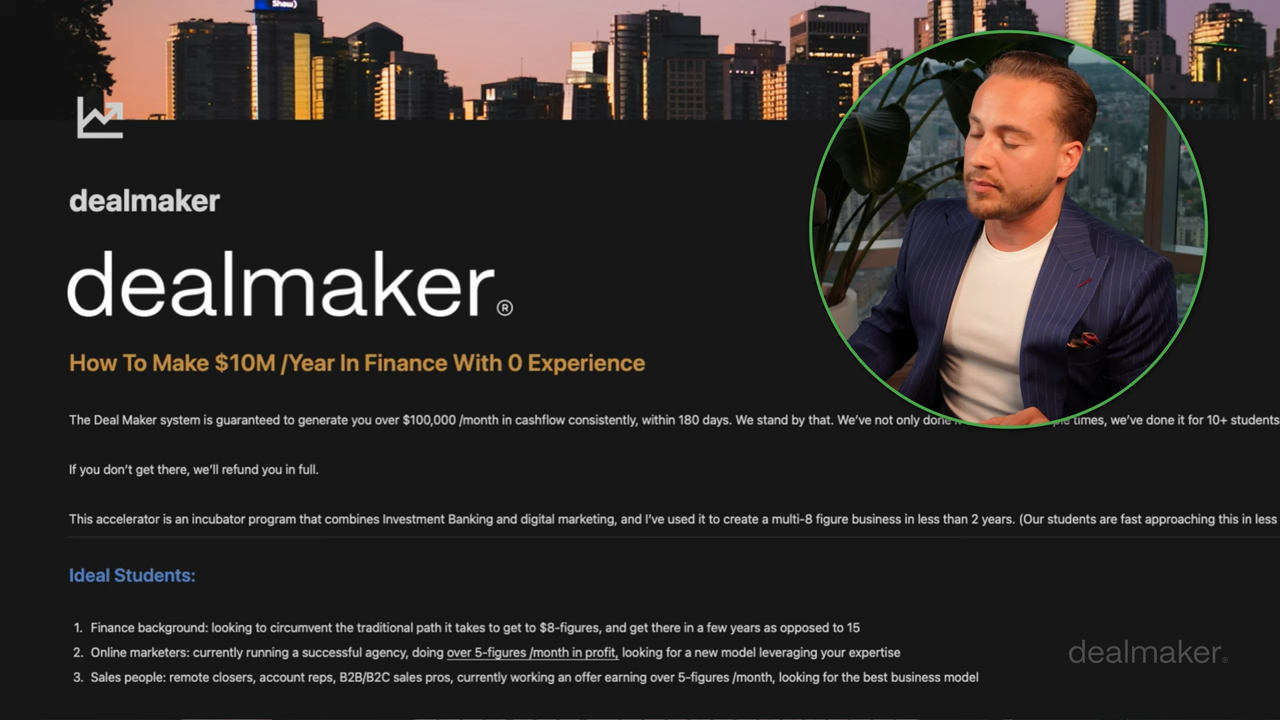 Shaw)
dealmaker
dealmaker®
How To Make $10M /Year In Finance With 0 Experience
The Deal Maker system is guaranteed to generate you over $100,000 /month in cashflow consistently, within 180 days. We stand by that. We've not only done times, we've done it for 10+ students
If you don't get there, we'll refund you in full.
This accelerator is an incubator program that combines Investment Banking and digital marketing, and I've used it to create a multi-8 figure business in less than 2 years. (Our students are fast approaching this in less
Ideal Students:
1. Finance background: looking to circumvent the traditional path it takes to get to $8-figures, and get there in a few years as opposed to 15
2. Online marketers: currently running a successful agency, doing over 5-figures /month in profit, looking for a new model leveraging your expertise
3. Sales people: remote closers, account reps, B2B/B2C sales pros, currently working an offer earning over 5-figures /month, looking for the best business model
dealmaker®